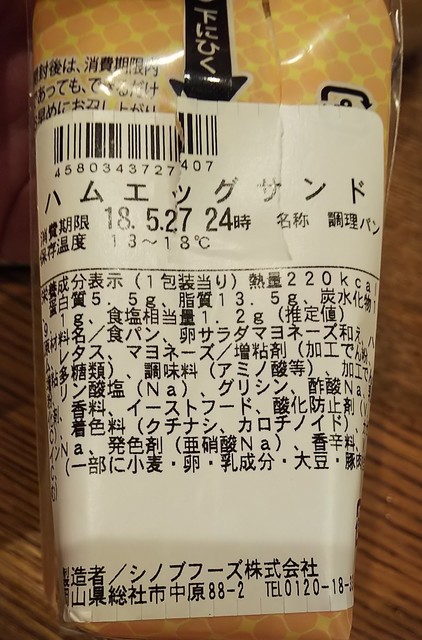 下にひく
開封後は、消費期限内
であっても、できるだけ
早めにお召し上がり
4580343727407
ハムエッグサンド
消費期限 18.5.27 24時 名称 調理パン
保存温度 13～18℃
栄養成分表示(1包装当り)熱量220kcal
蛋白質5.5g、脂質13.5g、炭水化物
g、食塩相当量1.2g(推定値)
名/食パン、卵サラダマヨネーズ和え、ハ
レタス、マヨネーズ/増粘剤(加工でん
多糖類)、調味料(アミノ酸等)、加工で
リン酸塩(Na)、グリシン、酢酸Na
香料、イーストフード、酸化防止剤(V
着色料(クチナシ、カロチノイド)、
a、発色剤(亜硝酸Na)、香辛料、
(一部に小麦・卵・乳成分・大豆・豚肉
製造者/シノブフーズ株式会社
岡山県総社市中原88-2 TEL0120-18-